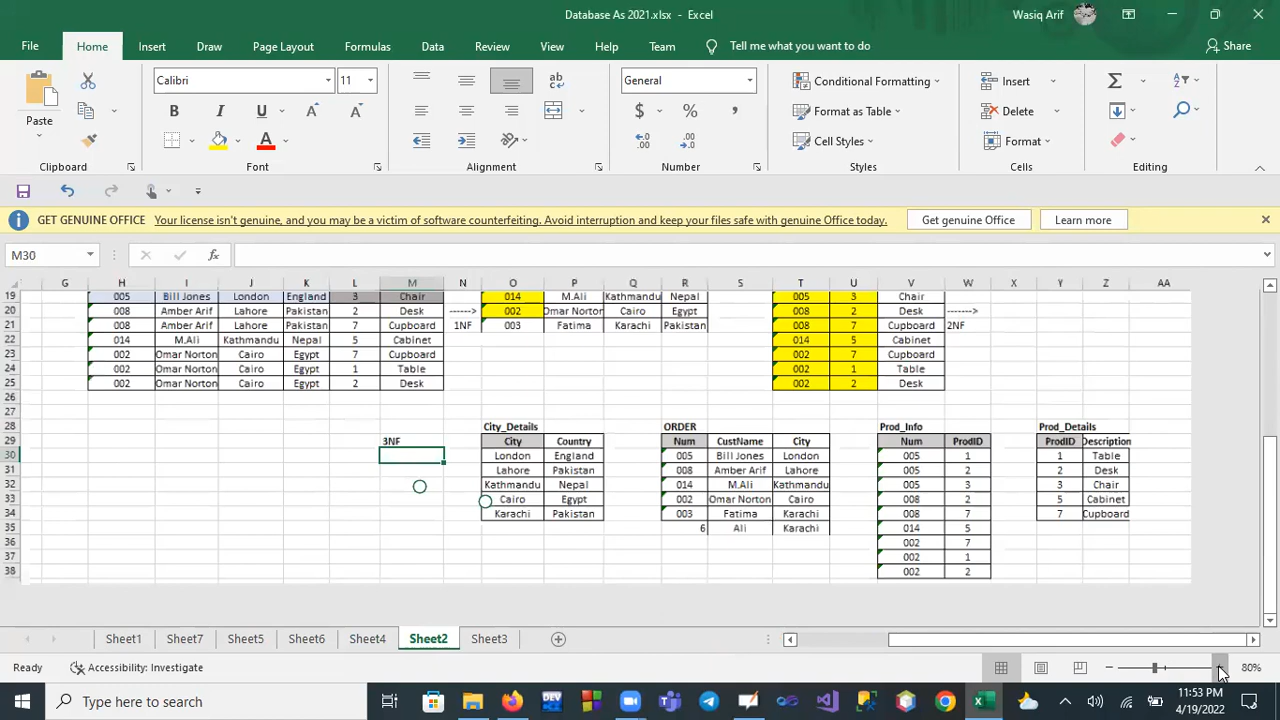 Database As 2021.xlsx - Excel
Wasiq Arif
File Home Insert Draw Page Layout Formulas Data Review View Help Team Tell me what you want to do Share
Paste
Calibri 11
B I U A A
A
ab
General
$ % ,
Conditional Formatting
Format as Table
Cell Styles
Insert
Delete
Format
Clipboard Font Alignment Number Styles Cells Editing
GET GENUINE OFFICE Your license isn't genuine, and you may be a victim of software counterfeiting. Avoid interruption and keep your files safe with genuine Office today. Get genuine Office Learn more
M30 fx
G H I J K L M N O P Q R S T U V W X Y Z AA
19 005 Bill Jones London England 3 Chair 014 M.Ali Kathmandu Nepal 005 3 Chair
20 008 Amber Arif Lahore Pakistan 2 Desk ------> 002 Omar Norton Cairo Egypt 008 2 Desk ------->
21 008 Amber Arif Lahore Pakistan 7 Cupboard 1NF 003 Fatima Karachi Pakistan 008 7 Cupboard 2NF
22 014 M.Ali Kathmandu Nepal 5 Cabinet 014 5 Cabinet
23 002 Omar Norton Cairo Egypt 7 Cupboard 002 7 Cupboard
24 002 Omar Norton Cairo Egypt 1 Table 002 1 Table
25 002 Omar Norton Cairo Egypt 2 Desk 002 2 Desk
26
27
28 City_Details ORDER Prod_Info Prod_Details
29 3NF City Country Num CustName City Num ProdID ProdID Description
30 London England 005 Bill Jones London 005 1 1 Table
31 Lahore Pakistan 008 Amber Arif Lahore 005 2 2 Desk
32 Kathmandu Nepal 014 M.Ali Kathmandu 005 3 3 Chair
33 Cairo Egypt 002 Omar Norton Cairo 008 2 5 Cabinet
34 Karachi Pakistan 003 Fatima Karachi 008 7 7 Cupboard
35 6 Ali Karachi 014 5
36 002 7
37 002 1
38 002 2
Sheet1 Sheet7 Sheet5 Sheet6 Sheet4 Sheet2 Sheet3
Ready Accessibility: Investigate 80%
Type here to search
11:53 PM
4/19/2022